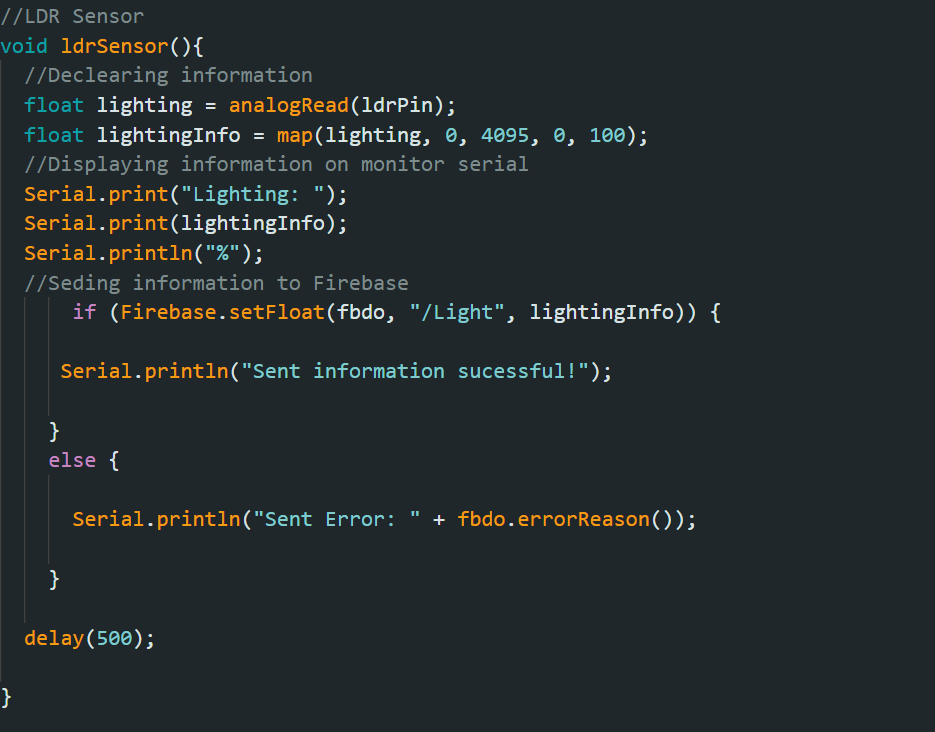 //LDR Sensor
void ldrSensor(){
//Declearing information
float lighting = analogRead(ldrPin);
float lightingInfo = map(lighting, 0, 4095, 0, 100);
//Displaying information on monitor serial
Serial.print("Lighting: ");
Serial.print(lightingInfo);
Serial.println("%");
//Seding information to Firebase
if (Firebase.setFloat(fbdo, "/Light", lightingInfo)) {
Serial.println("Sent information sucessful!");
}
else {
Serial.println("Sent Error: " + fbdo.errorReason());
}
delay(500);
}